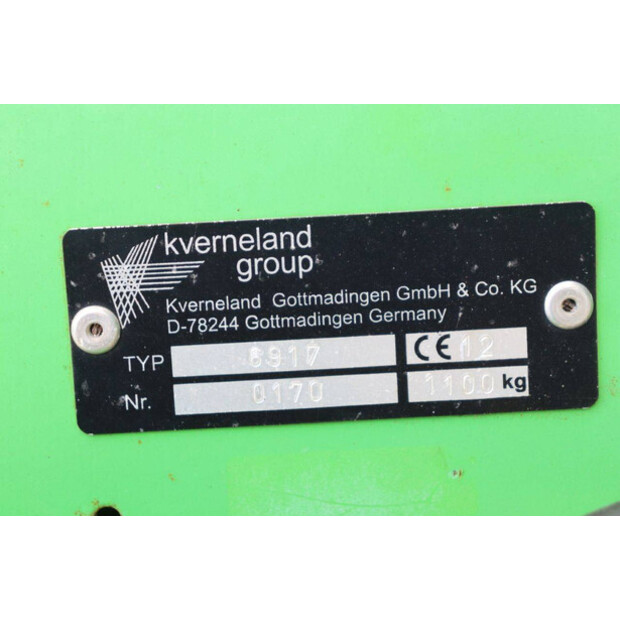 kverneland
group
Kverneland Gottmadingen GmbH & Co. KG
D-78244 Gottmadingen Germany
TYP CE 12
Nr. 0170 1100 kg